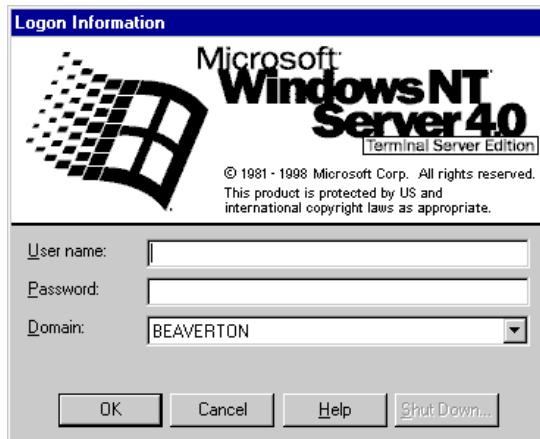 Logon Information
Microsoft
Windows NT
Server 4.0
Terminal Server Edition
© 1981 - 1998 Microsoft Corp. All rights reserved.
This product is protected by US and
international copyright laws as appropriate.
User name:
Password:
Domain: BEAVERTON
OK Cancel Help Shut Down...